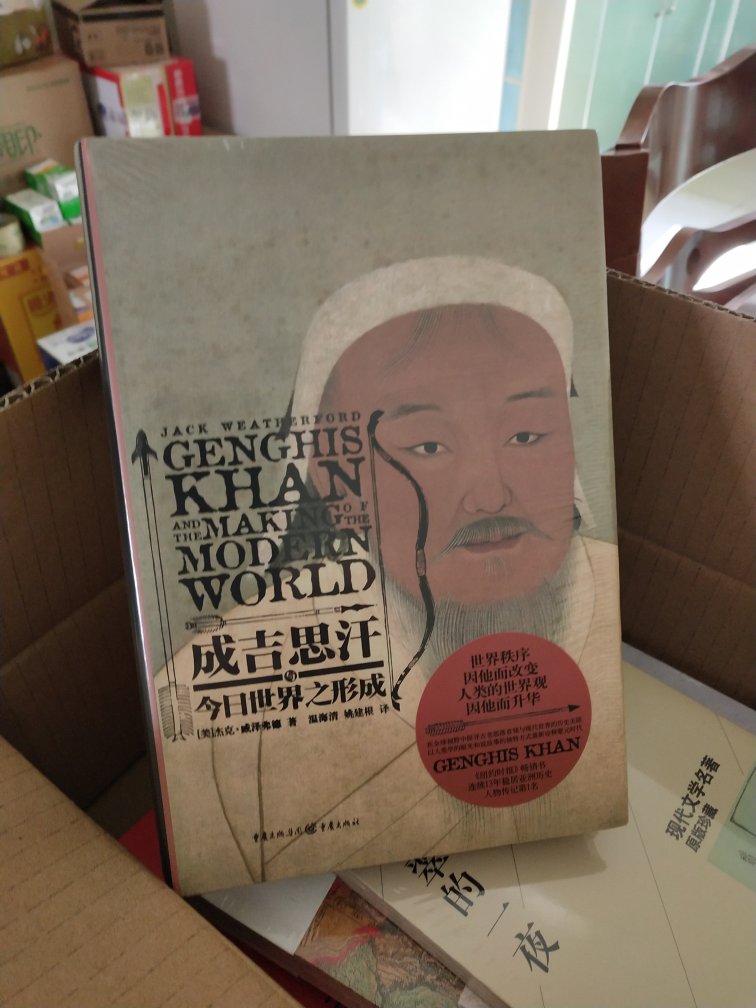 JACK WEATHERFORD
GENGHIS
KHAN
AND THE MAKING OF THE
MODERN
WORLD
成吉思汗
与
今日世界之形成
[美]杰克·威泽弗德 著 温海清 姚建根 译
世界秩序
因他而改变
人类的世界观
因他而升华
GENGHIS KHAN
《纽约时报》畅销书
连续13年稳居亚洲历史
人物传记第1名
重庆出版集团 重庆出版社
现代文学名著
原版珍藏
的一夜